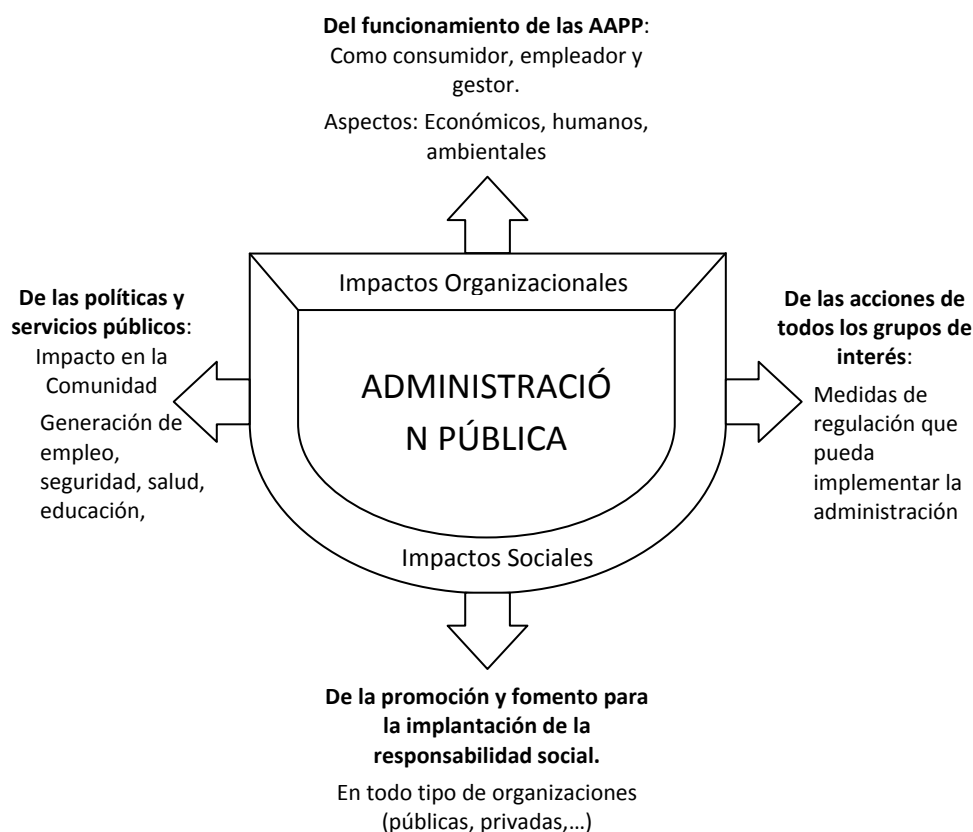 Del funcionamiento de las AAPP:
Como consumidor, empleador y
gestor.
Aspectos: Económicos, humanos,
ambientales
Impactos Organizacionales
De las políticas y
servicios públicos:
Impacto en la
Comunidad
Generación de
empleo,
seguridad, salud,
educación,
ADMINISTRACIÓ
N PÚBLICA
De las acciones de
todos los grupos de
interés:
Medidas de
regulación que
pueda
implementar la
administración
Impactos Sociales
De la promoción y fomento para
la implantación de la
responsabilidad social.
En todo tipo de organizaciones
(públicas, privadas,...)